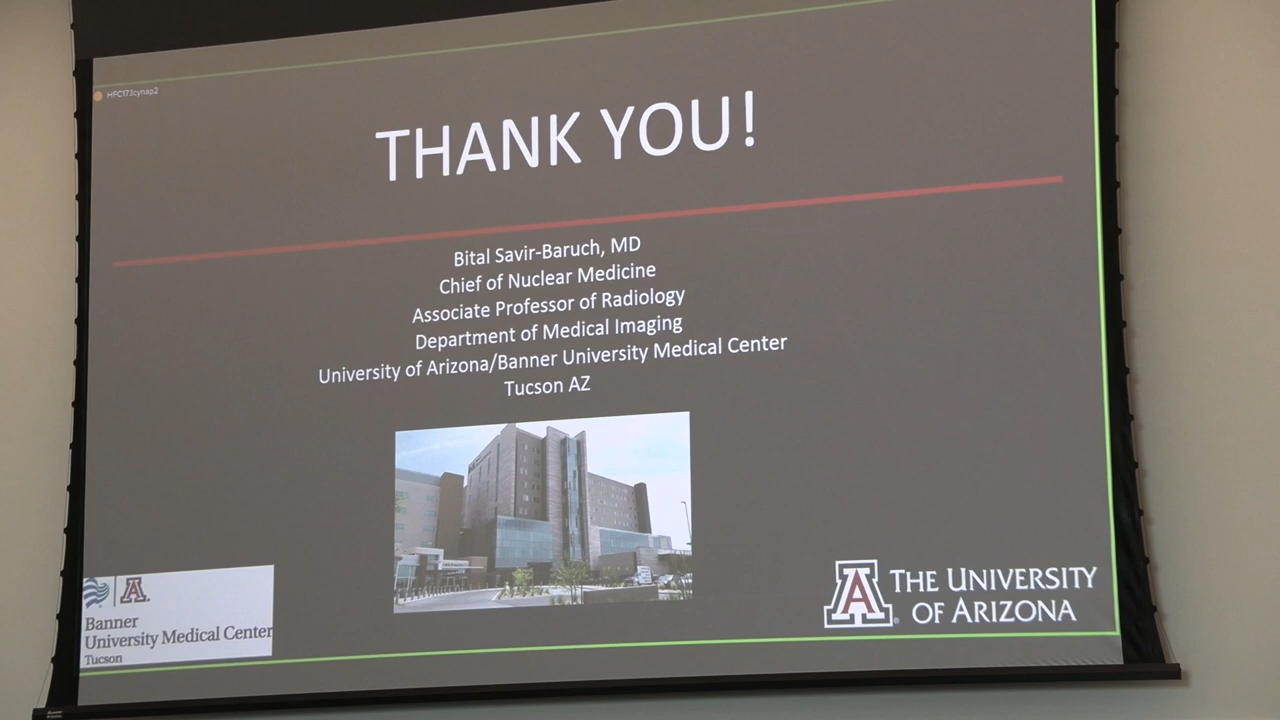 HFC173cynap2
THANK YOU!
Bital Savir-Baruch, MD
Chief of Nuclear Medicine
Associate Professor of Radiology
Department of Medical Imaging
University of Arizona/Banner University Medical Center
Tucson AZ
A
Banner
University Medical Center
Tucson
A
THE UNIVERSITY
OF ARIZONA